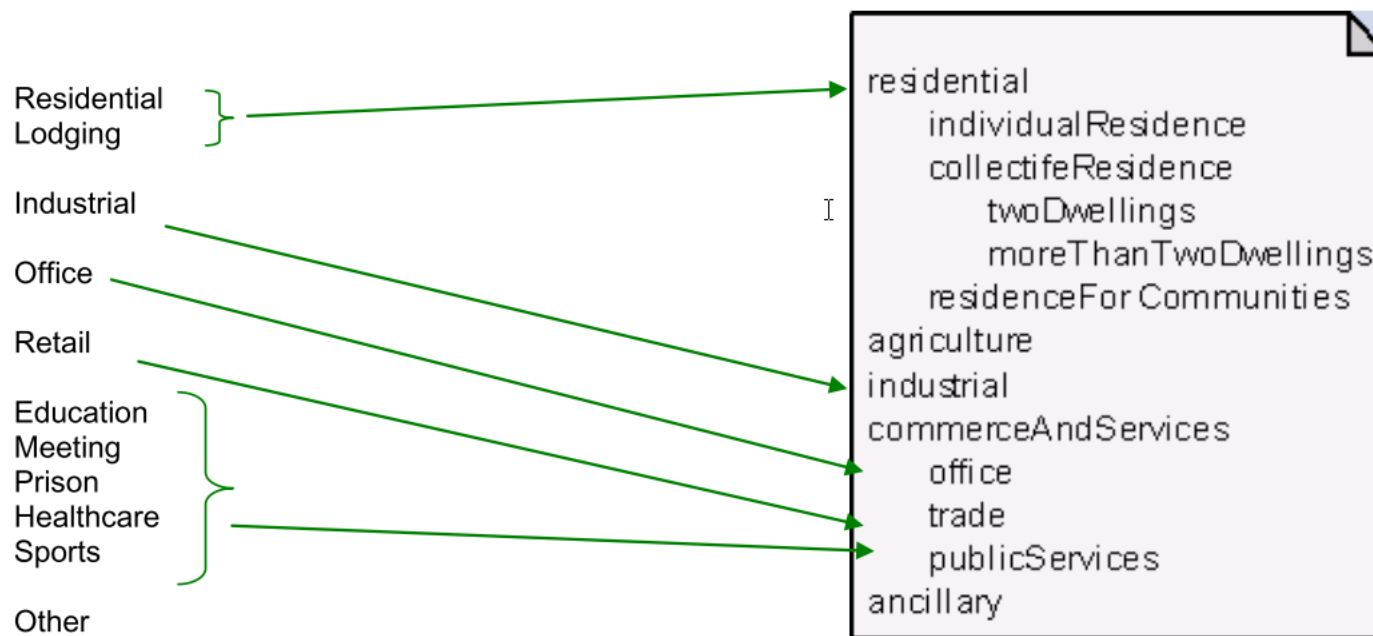 Residential
Lodging
Industrial
Office
Retail
Education
Meeting
Prison
Healthcare
Sports
Other
residential
individualResidence
collectifeResidence
twoDwellings
moreThanTwoDwellings
residenceForCommunities
agriculture
industrial
commerceAndServices
office
trade
publicServices
ancillary